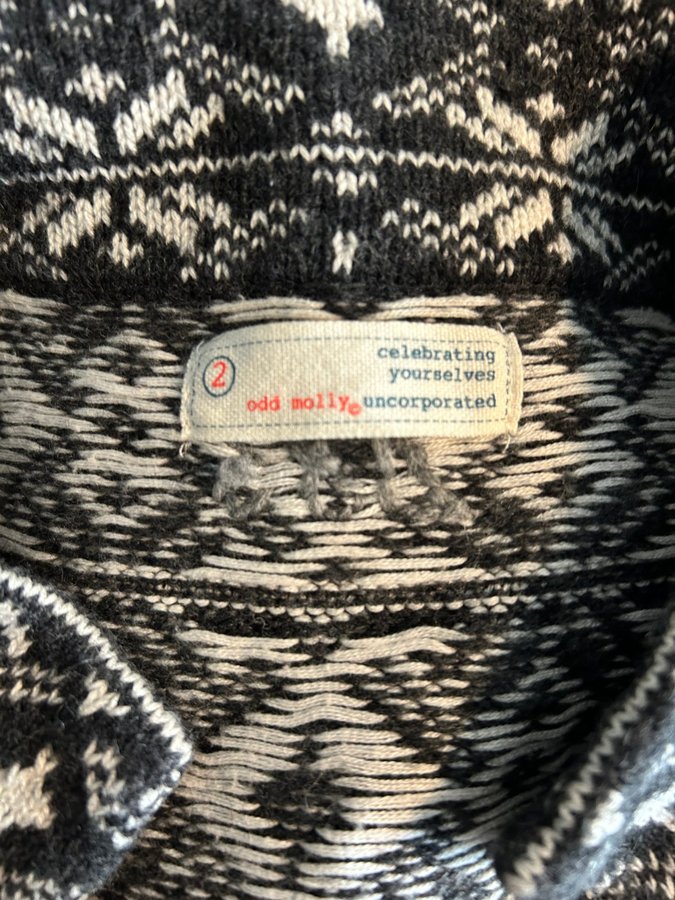 2
celebrating
yourselves
odd molly© uncorporated